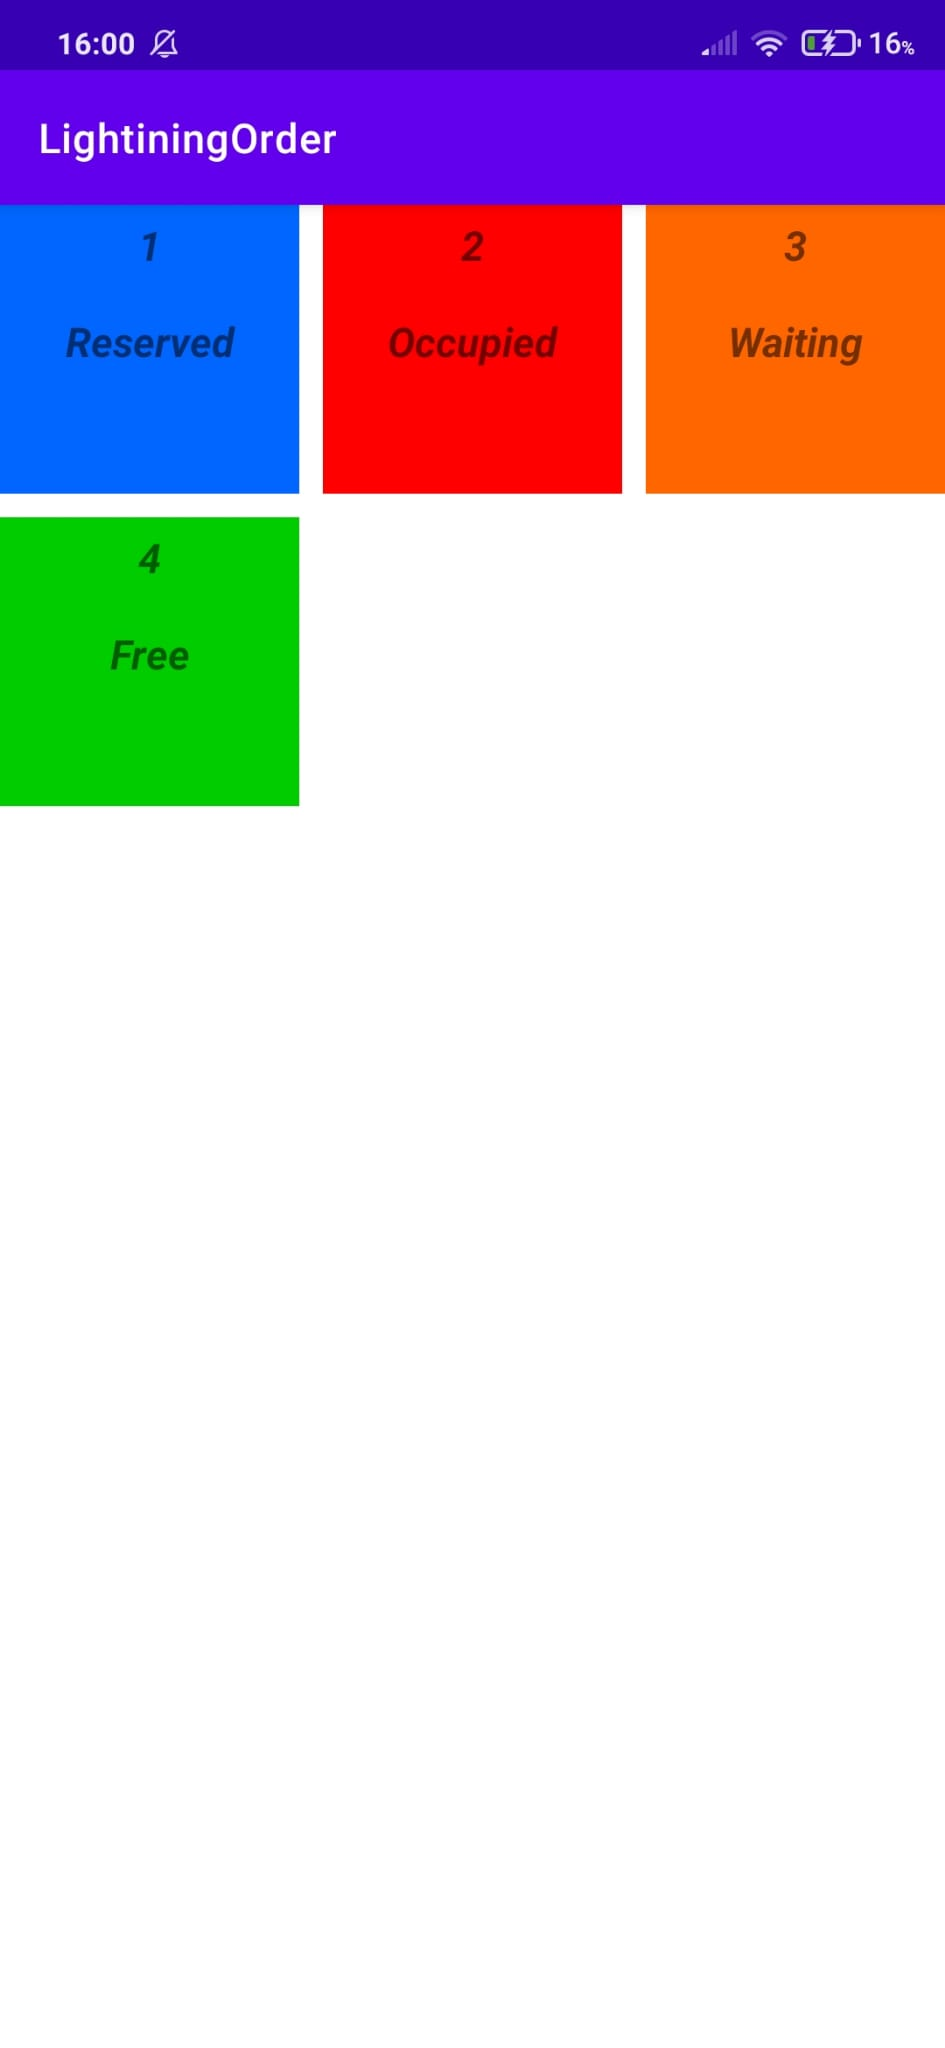 16:00 16%
LightiningOrder
1 2 3
Reserved Occupied Waiting
4
Free